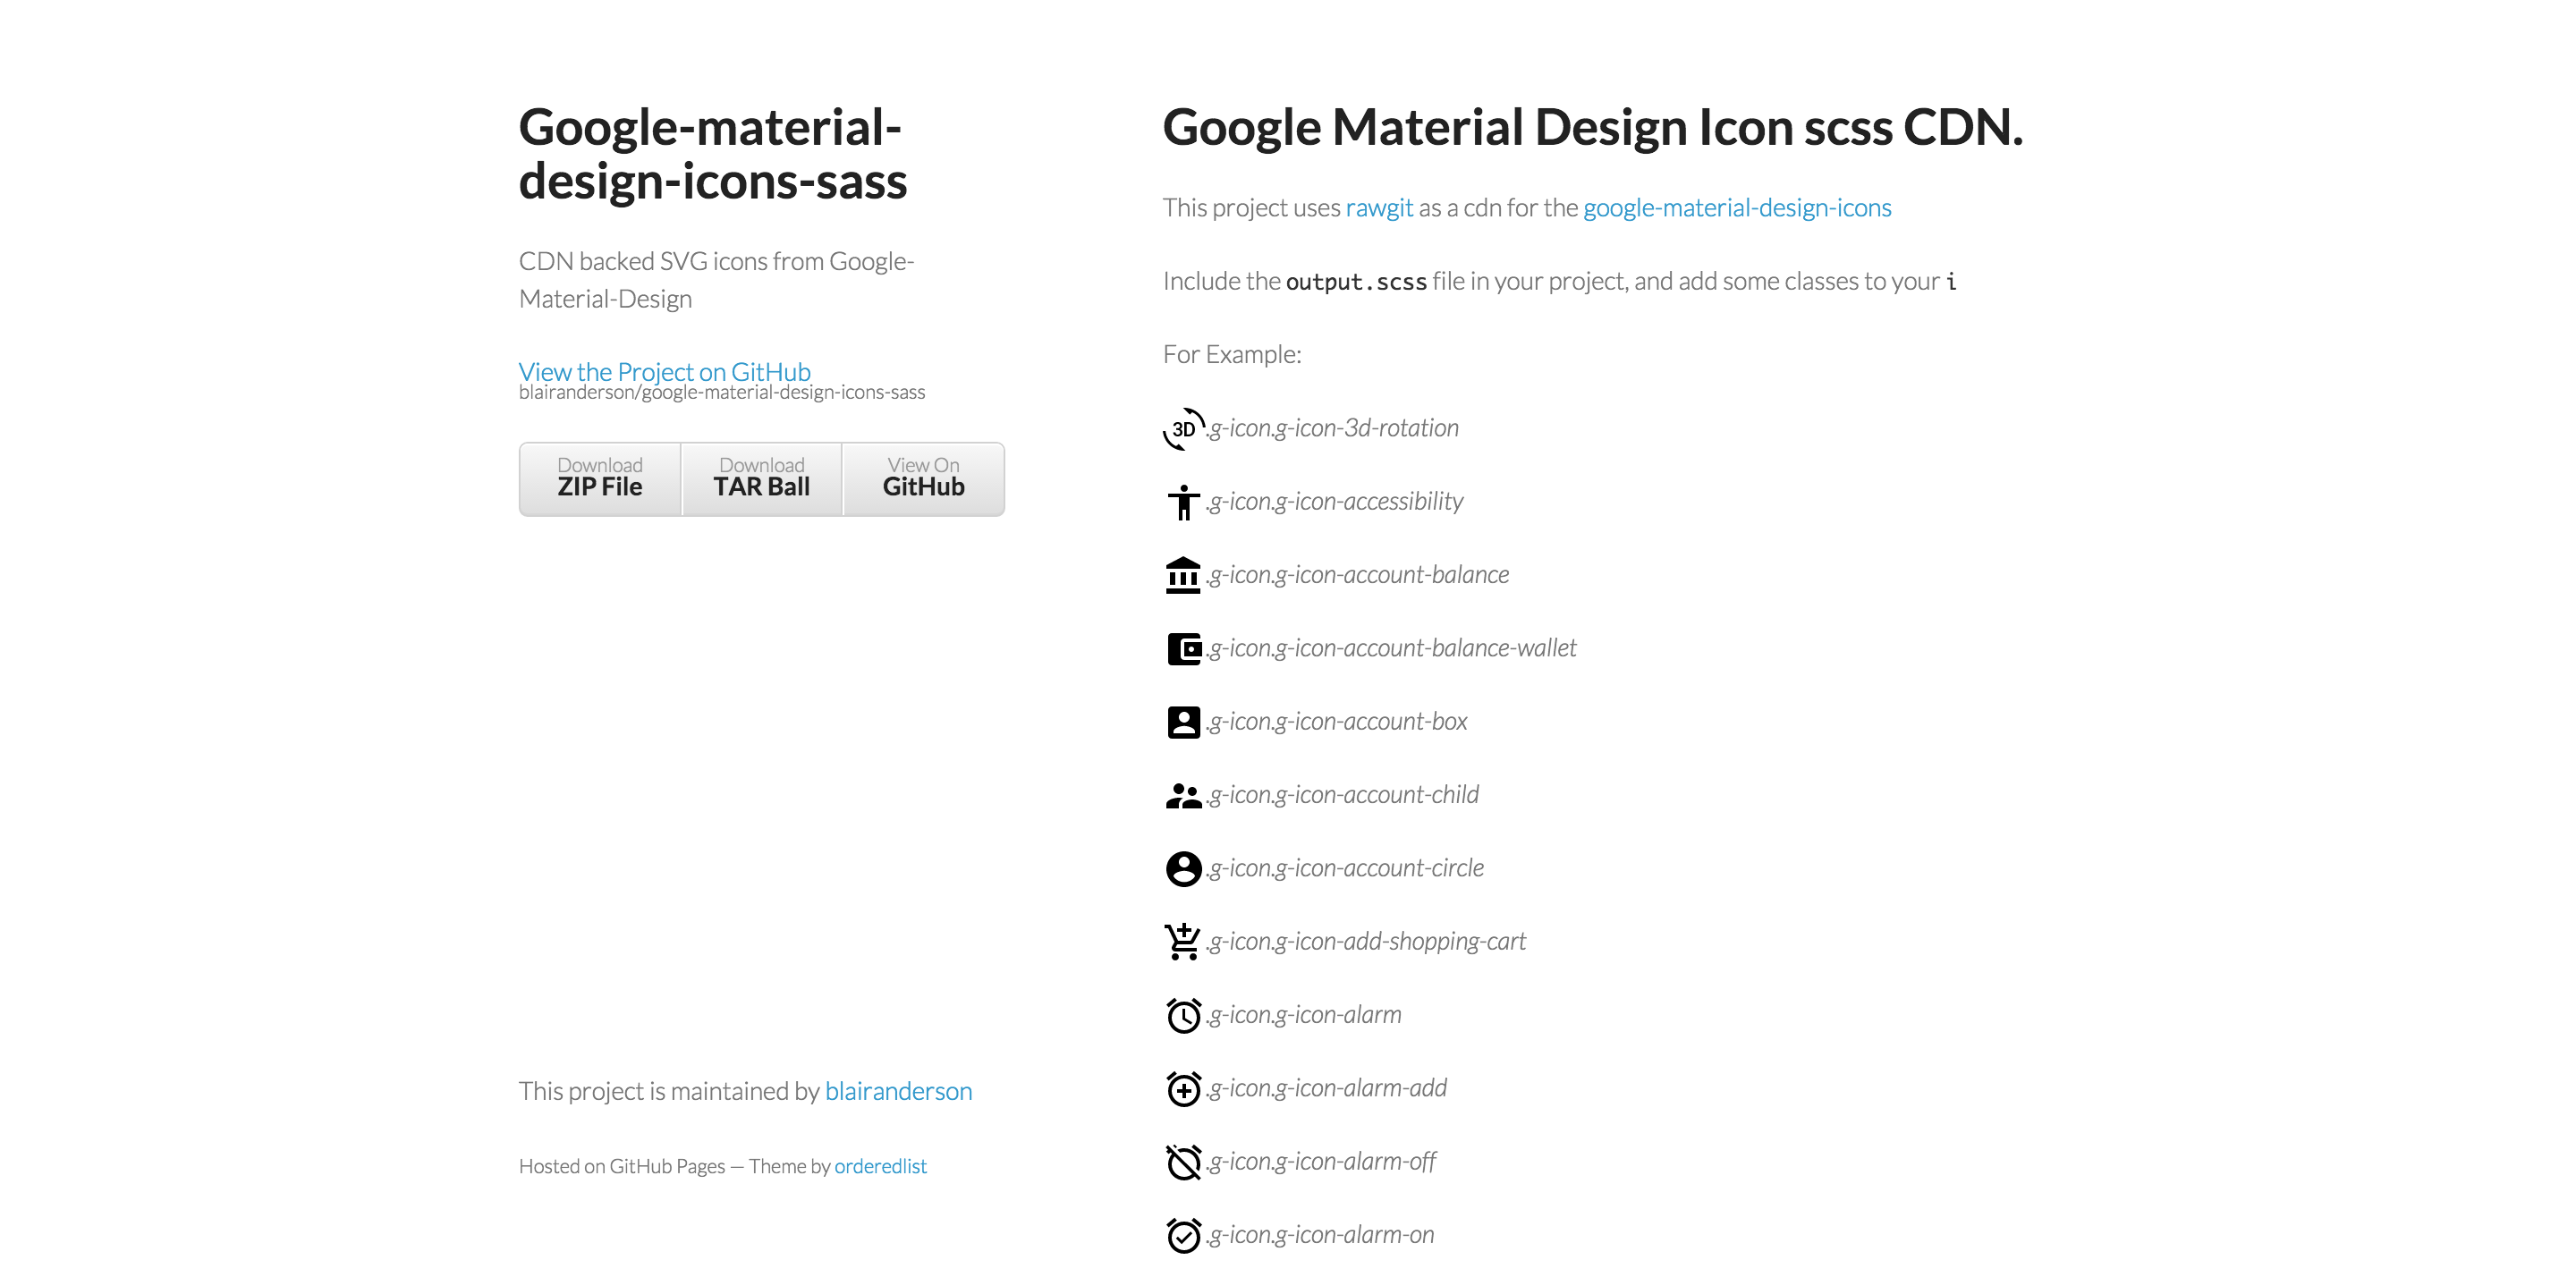 Google-material-
design-icons-sass
CDN backed SVG icons from Google-
Material-Design
View the Project on GitHub
blairanderson/google-material-design-icons-sass
Download
ZIP File
Download
TAR Ball
View On
GitHub
This project is maintained by blairanderson
Hosted on GitHub Pages — Theme by orderedlist
Google Material Design Icon scss CDN.
This project uses rawgit as a cdn for the google-material-design-icons
Include the output.scss file in your project, and add some classes to your i
For Example:
3D .g-icon.g-icon-3d-rotation
.g-icon.g-icon-accessibility
.g-icon.g-icon-account-balance
.g-icon.g-icon-account-balance-wallet
.g-icon.g-icon-account-box
.g-icon.g-icon-account-child
.g-icon.g-icon-account-circle
.g-icon.g-icon-add-shopping-cart
.g-icon.g-icon-alarm
.g-icon.g-icon-alarm-add
.g-icon.g-icon-alarm-off
.g-icon.g-icon-alarm-on